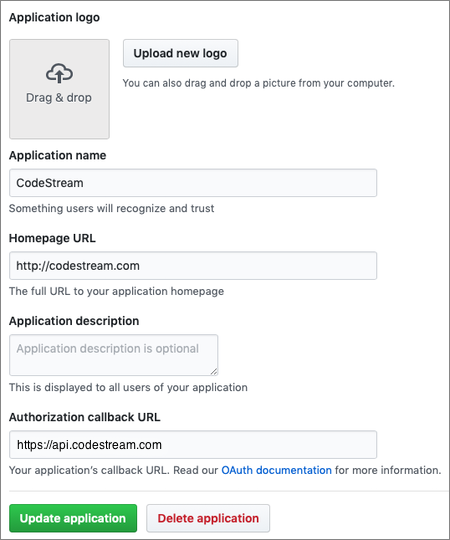 Application logo
Upload new logo
Drag & drop
You can also drag and drop a picture from your computer.
Application name
CodeStream
Something users will recognize and trust
Homepage URL
http://codestream.com
The full URL to your application homepage
Application description
Application description is optional
This is displayed to all users of your application
Authorization callback URL
https://api.codestream.com
Your application's callback URL. Read our OAuth documentation for more information.
Update application
Delete application